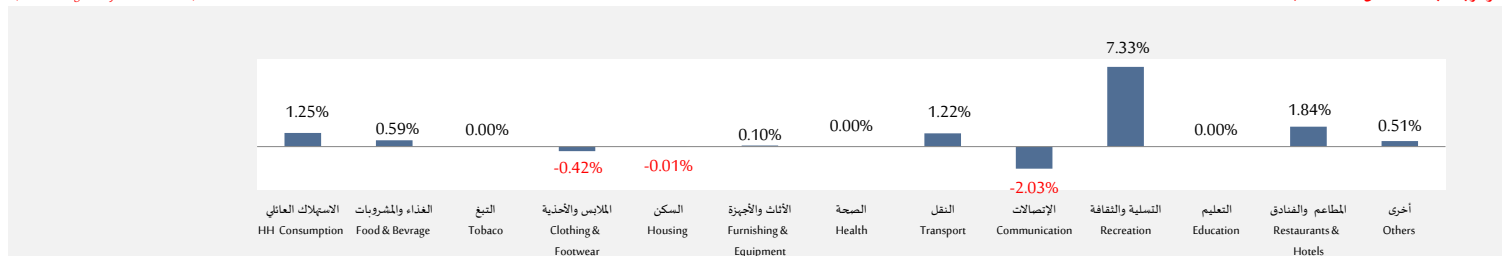 7.33%
1.25%
0.59%
0.00%
-0.42%
-0.01%
0.10%
0.00%
1.22%
-2.03%
0.00%
1.84%
0.51%
الاستهلاك العائلي
HH Consumption
الغذاء والمشروبات
Food & Bevrage
التبغ
Tobaco
الملابس والأحذية
Clothing &
Footwear
السكن
Housing
الأثاث والأجهزة
Furnishing &
Equipment
الصحة
Health
النقل
Transport
الإتصالات
Communication
التسلية والثقافة
Recreation
التعليم
Education
المطاعم والفنادق
Restaurants &
Hotels
أخرى
Others